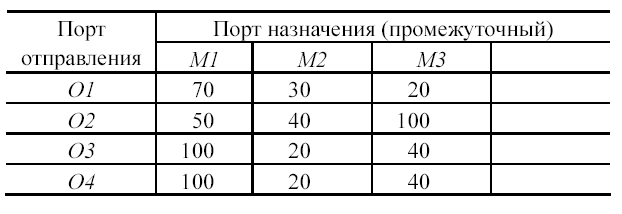 Порт отправления Порт назначения (промежуточный)
M1 M2 M3
O1 70 30 20
O2 50 40 100
O3 100 20 40
O4 100 20 40